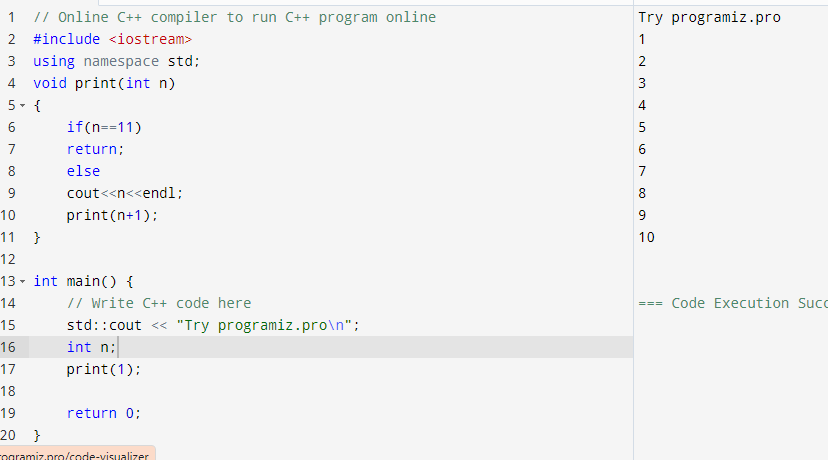 1 // Online C++ compiler to run C++ program online
2 #include <iostream>
3 using namespace std;
4 void print(int n)
5 {
6 if(n==11)
7 return;
8 else
9 cout<<n<<endl;
10 print(n+1);
11 }
12
13 int main() {
14 // Write C++ code here
15 std::cout << "Try programiz.pro\n";
16 int n;
17 print(1);
18
19 return 0;
20 }
Try programiz.pro
1
2
3
4
5
6
7
8
9
10
=== Code Execution Succ
rogramiz.pro/code-visualizer